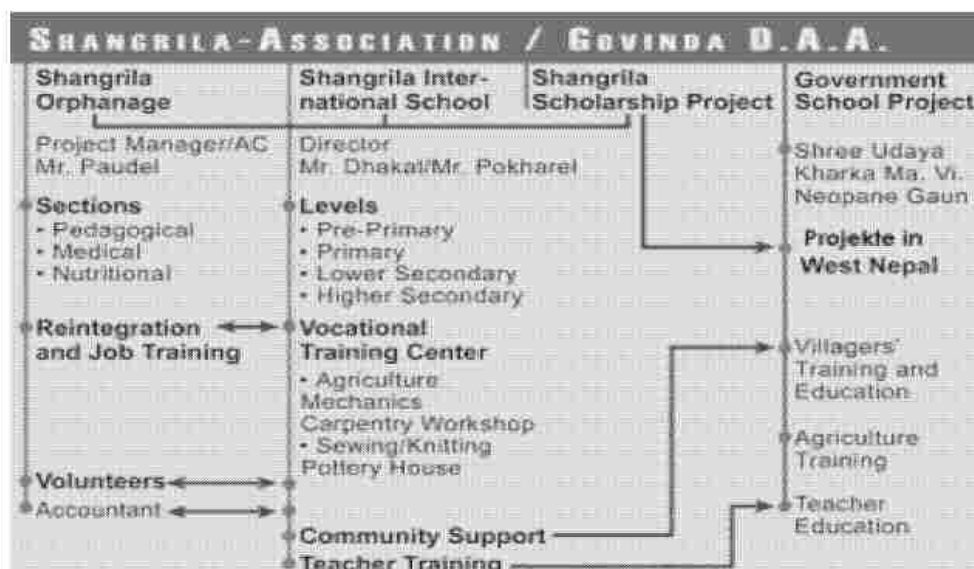 SHANGRILA-ASSOCIATION / GOVINDA O.A.A.
Shangrila
Orphanage
Project Manager/AC
Mr. Paudel
Sections
• Pedagogical
• Medical
• Nutritional
Reintegration
and Job Training
Volunteers
Accountant
Shangrila Inter-
national School
Director
Mr. Dhakal/Mr. Pokharel
Levels
• Pre-Primary
• Primary
• Lower Secondary
• Higher Secondary
Vocational
Training Center
• Agriculture
Mechanics
Carpentry Workshop
• Sewing/Knitting
Pottery House
Community Support
Teacher Training
Shangrila
Scholarship Project
Government
School Project
Shree Udaya
Kharka Ma. Vi.
Neopane Gaun
Projekte in
West Nepal
Villagers'
Training and
Education
Agriculture
Training
Teacher
Education